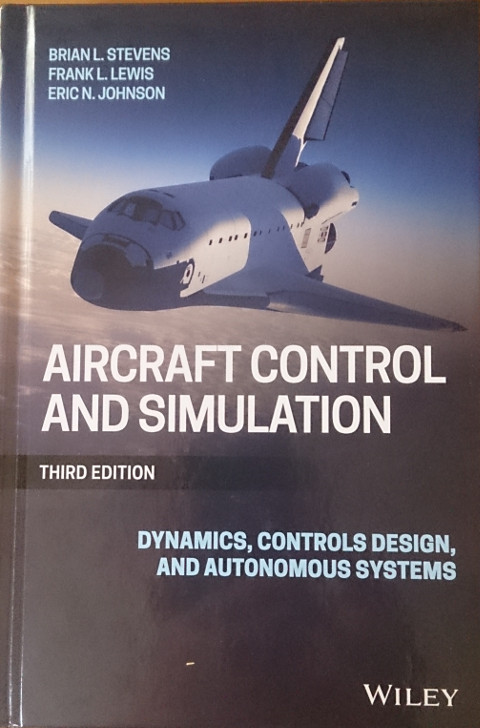 BRIAN L. STEVENS
FRANK L. LEWIS
ERIC N. JOHNSON
AIRCRAFT CONTROL
AND SIMULATION
THIRD EDITION
DYNAMICS, CONTROLS DESIGN,
AND AUTONOMOUS SYSTEMS
WILEY